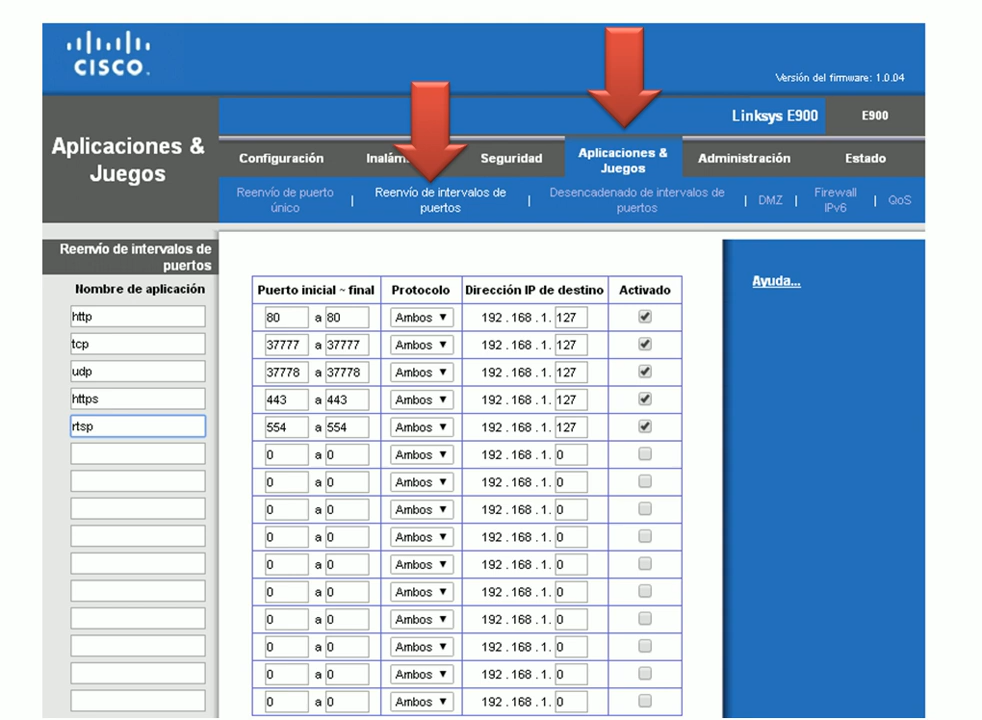 CISCO
Versión del firmware: 1.0.04
Linksys E900
E900
Aplicaciones &
Juegos
Configuración
Seguridad
Aplicaciones &
Juegos
Administración
Estado
Reenvío de puerto
único
|
Reenvío de intervalos de
puertos
|
Desencadenado de intervalos de
puertos
| DMZ |
Firewall
IPv6
| QoS
Reenvío de intervalos de
puertos
Ayuda...
Nombre de aplicación Puerto inicial ~ final Protocolo Dirección IP de destino Activado
http 80 a 80 Ambos 192 . 168 . 1. 127
tcp 37777 a 37777 Ambos 192 . 168 . 1. 127
udp 37778 a 37778 Ambos 192 . 168 . 1. 127
https 443 a 443 Ambos 192 . 168 . 1. 127
rtsp 554 a 554 Ambos 192 . 168 . 1. 127
0 a 0 Ambos 192 . 168 . 1. 0
0 a 0 Ambos 192 . 168 . 1. 0
0 a 0 Ambos 192 . 168 . 1. 0
0 a 0 Ambos 192 . 168 . 1. 0
0 a 0 Ambos 192 . 168 . 1. 0
0 a 0 Ambos 192 . 168 . 1. 0
0 a 0 Ambos 192 . 168 . 1. 0
0 a 0 Ambos 192 . 168 . 1. 0
0 a 0 Ambos 192 . 168 . 1. 0
0 a 0 Ambos 192 . 168 . 1. 0